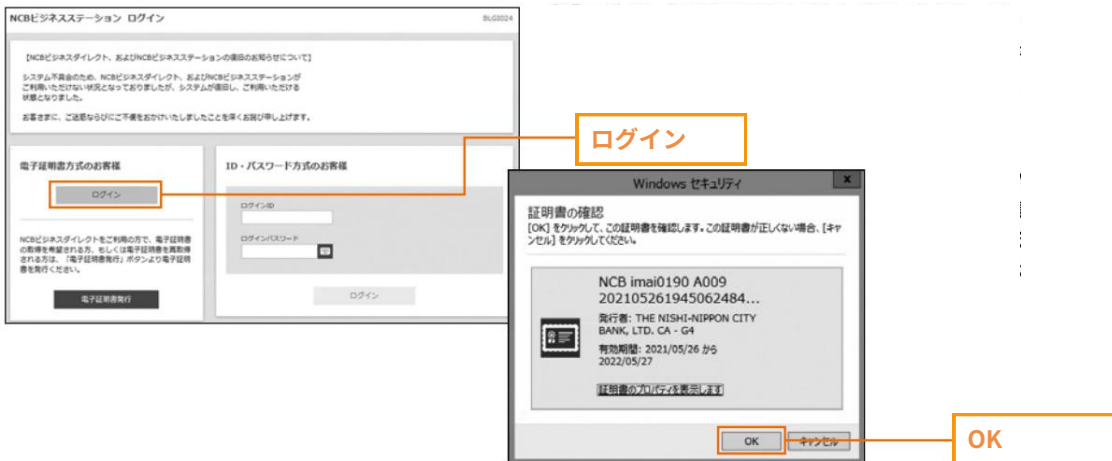 NCBビジネスステーション ログイン
BLGI0024
【NCBビジネスダイレクト、およびNCBビジネスステーションの復旧のお知らせについて】
システム不具合のため、NCBビジネスダイレクト、およびNCBビジネスステーションが
ご利用いただけない状況となっておりましたが、システムが復旧し、ご利用いただける
状態となりました。
お客さまに、ご迷惑ならびにご不便をおかけいたしましたことを深くお詫び申し上げます。
電子証明書方式のお客様
ログイン
NCBビジネスダイレクトをご利用の方で、電子証明書
の取得を希望される方、もしくは電子証明書を再取得
される方は、「電子証明書発行」ボタンより電子証明
書を発行ください。
電子証明書発行
ID・パスワード方式のお客様
ログインID
ログインパスワード
ログイン
ログイン
Windows セキュリティ
x
証明書の確認
[OK] をクリックして、この証明書を確認します。この証明書が正しくない場合、[キャ
ンセル] をクリックしてください。
NCB imai0190 A009
202105261945062484...
発行者: THE NISHI-NIPPON CITY
BANK, LTD. CA - G4
有効期間: 2021/05/26 から
2022/05/27
証明書のプロパティを表示します
OK
キャンセル
OK